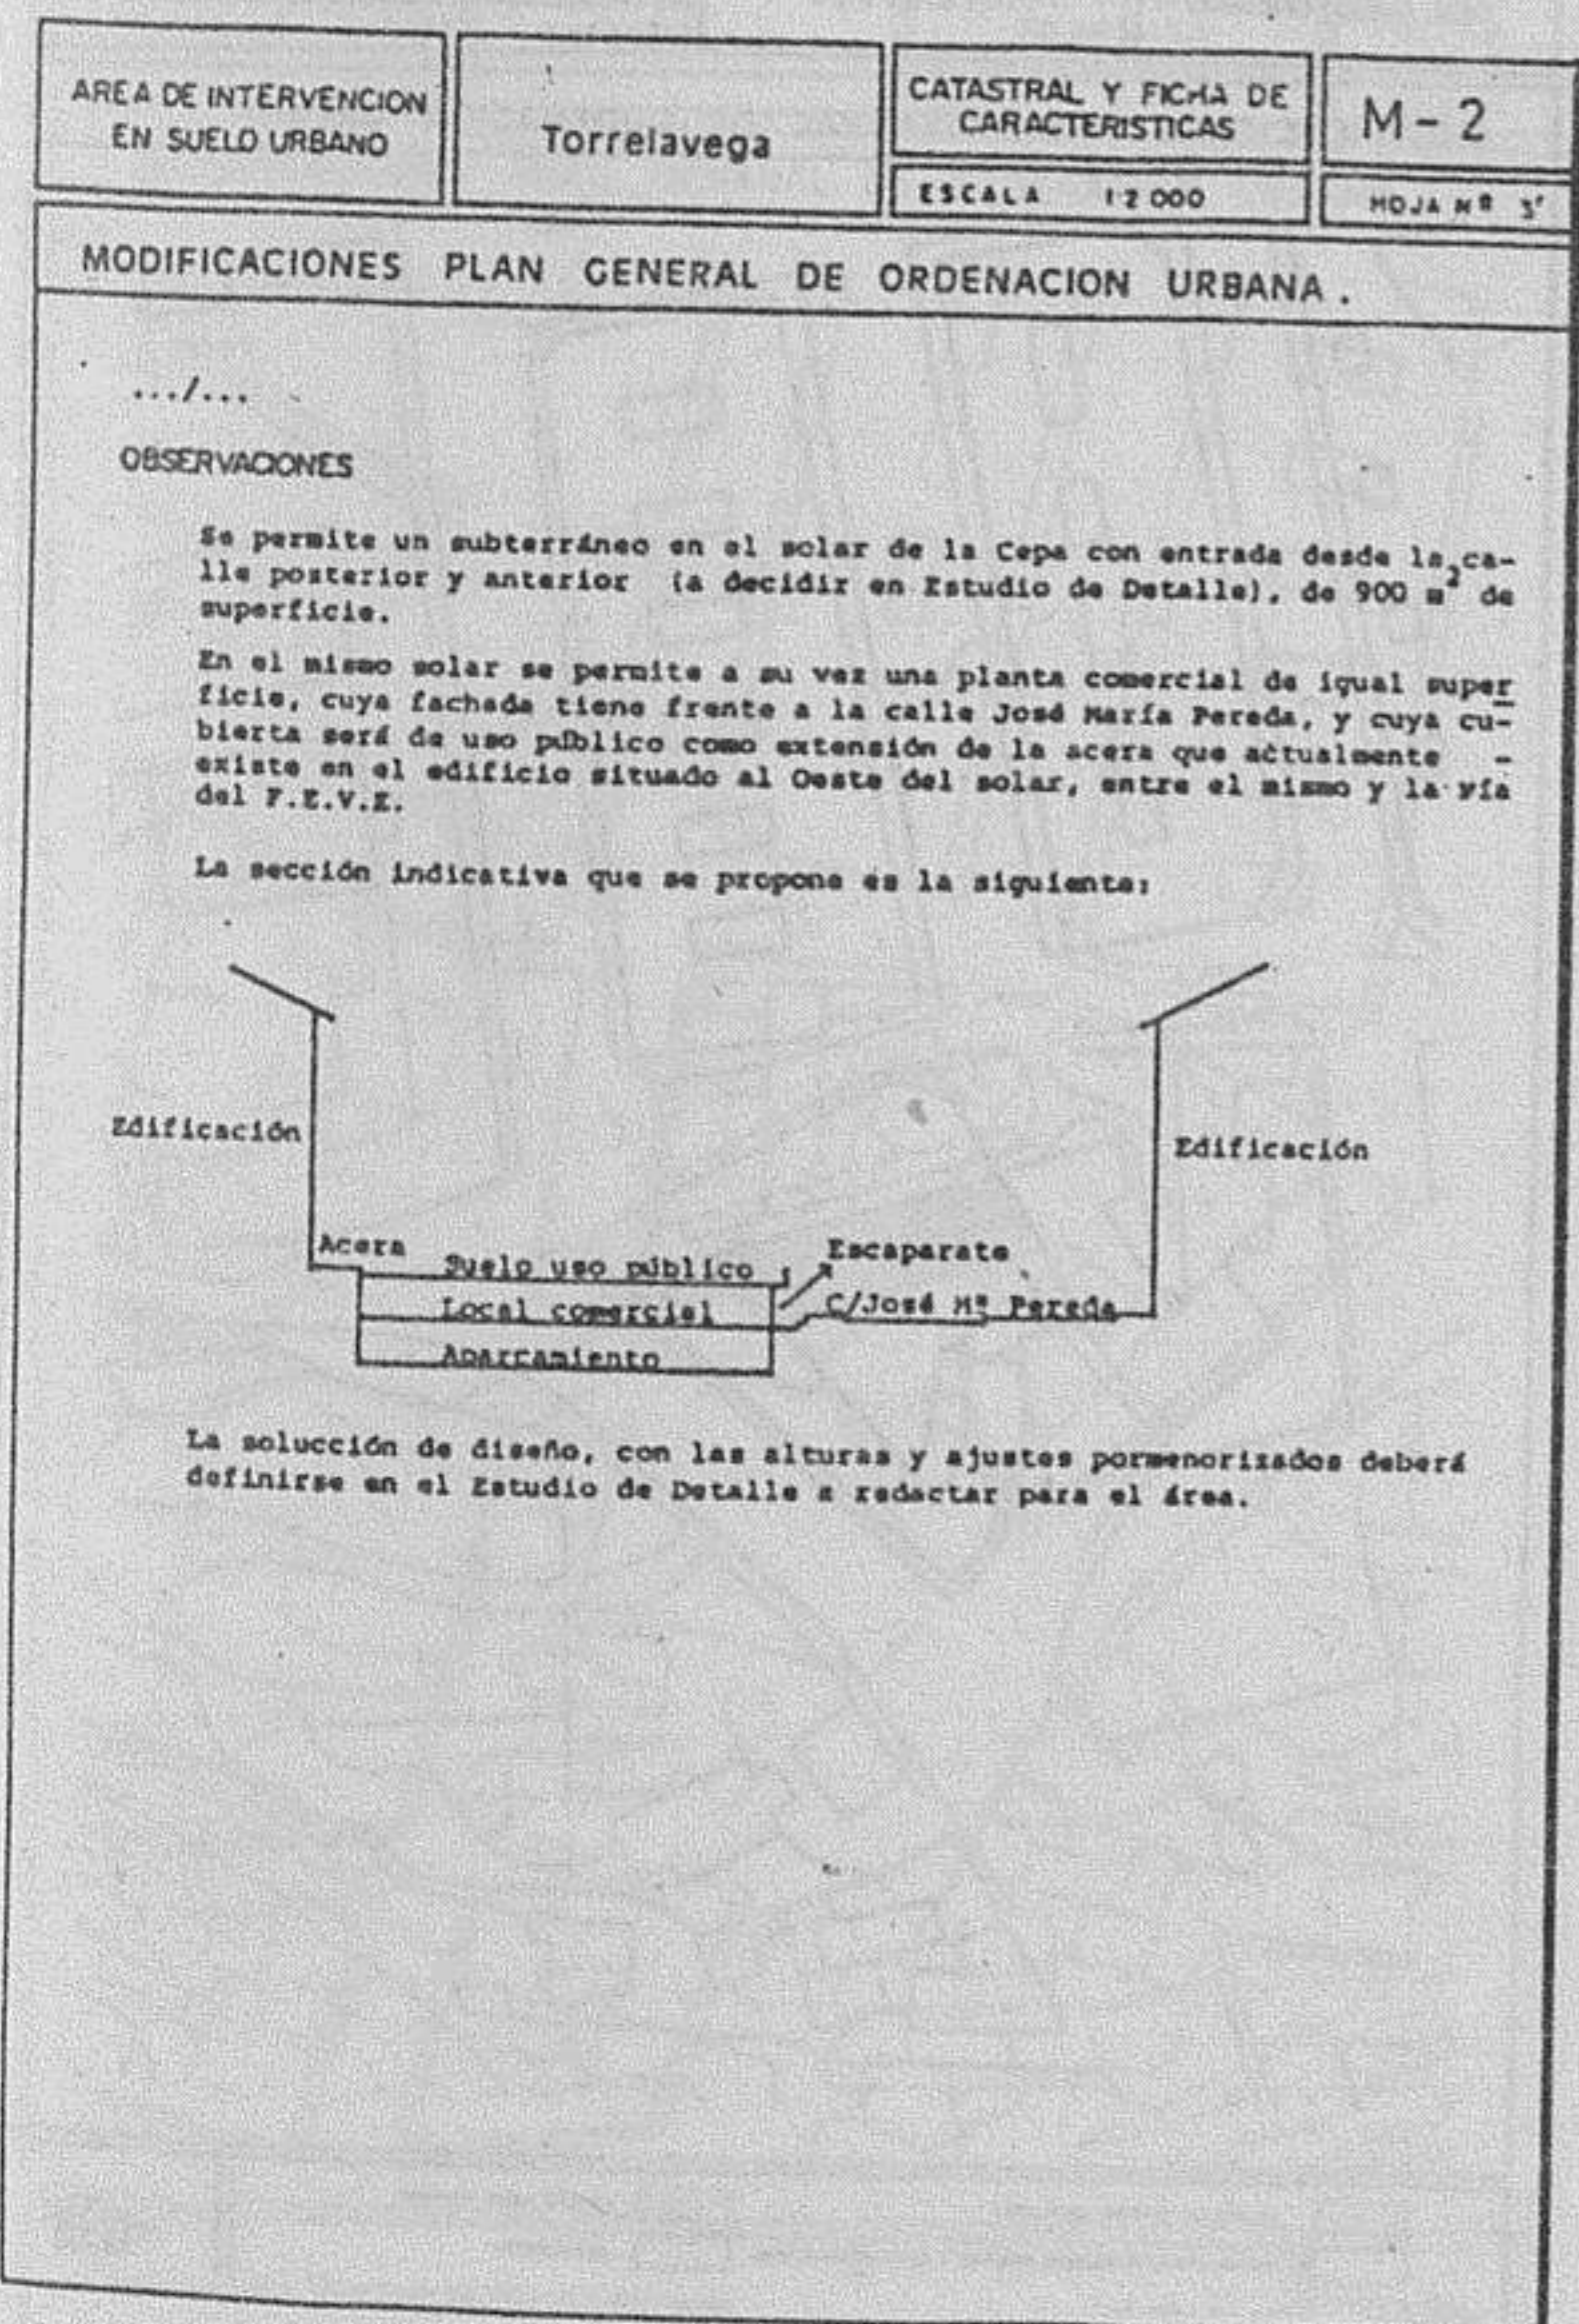 AREA DE INTERVENCION
EN SUELO URBANO
Torrelavega
CATASTRAL Y FICHA DE
CARACTERISTICAS
M-2
ESCALA 1:2 000
HOJA Nº 3'
MODIFICACIONES PLAN GENERAL DE ORDENACION URBANA.
.../...
OBSERVACIONES
Se permite un subterráneo en el solar de la Cepa con entrada desde la ca-
lle posterior y anterior (a decidir en Estudio de Detalle), de 900 m² de
superficie.
En el mismo solar se permite a su vez una planta comercial de igual super
ficie, cuya fachada tiene frente a la calle José María Pereda, y cuya cu-
bierta será de uso público como extensión de la acera que actualmente -
existe en el edificio situado al Oeste del solar, entre el mismo y la vía
del F.E.V.E.
La sección indicativa que se propone es la siguiente:
Edificación
Edificación
Acera
Suelo uso público
Escaparate
Local comercial
C/José Mª Pereda
Aparcamiento
La solucción de diseño, con las alturas y ajustes pormenorizados deberá
definirse en el Estudio de Detalle a redactar para el área.